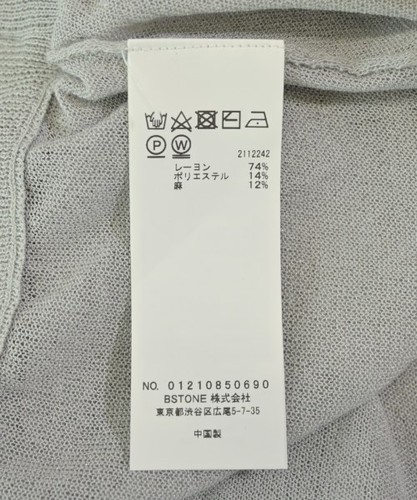 P W
2112242
レーヨン 74%
ポリエステル 14%
麻 12%
NO. 01210850690
BSTONE 株式会社
東京都渋谷区広尾5-7-35
中国製